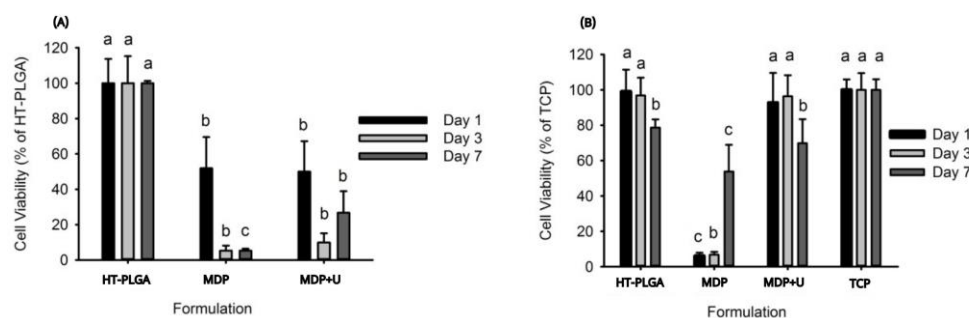 (A)
Cell Viability (% of HT-PLGA)
120
100
80
60
40
20
0
a a a
b b c
b b b
HT-PLGA MDP MDP+U
Formulation
Day 1
Day 3
Day 7
(B)
Cell Viability (% of TCP)
120
100
80
60
40
20
0
a a b
c b c
a a b
a a a
HT-PLGA MDP MDP+U TCP
Formulation
Day 1
Day 3
Day 7